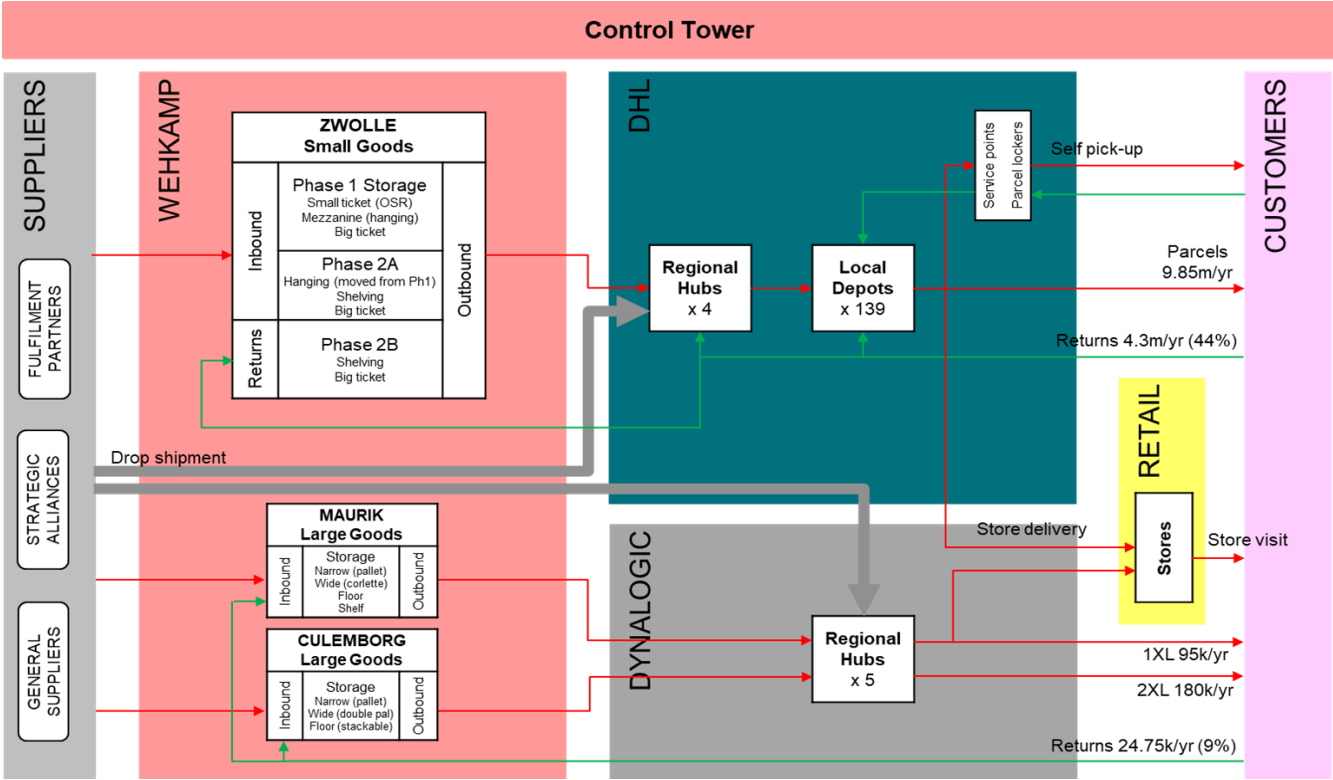 Control Tower
SUPPLIERS
FULFILMENT
PARTNERS
STRATEGIC
ALLIANCES
GENERAL
SUPPLIERS
WEHKAMP
ZWOLLE
Small Goods
Inbound
Returns
Phase 1 Storage
Small ticket (OSR)
Mezzanine (hanging)
Big ticket
Phase 2A
Hanging (moved from Ph1)
Shelving
Big ticket
Phase 2B
Shelving
Big ticket
Outbound
Drop shipment
MAURIK
Large Goods
Inbound
Storage
Narrow (pallet)
Wide (corlette)
Floor
Shelf
Outbound
CULEMBORG
Large Goods
Inbound
Storage
Narrow (pallet)
Wide (double pal)
Floor (stackable)
Outbound
DHL
Regional
Hubs
x 4
Local
Depots
x 139
Service points
Parcel lockers
DYNALOGIC
Regional
Hubs
x 5
Store delivery
RETAIL
Stores
Self pick-up
Parcels
9.85m/yr
Returns 4.3m/yr (44%)
Store visit
1XL 95k/yr
2XL 180k/yr
Returns 24.75k/yr (9%)
CUSTOMERS